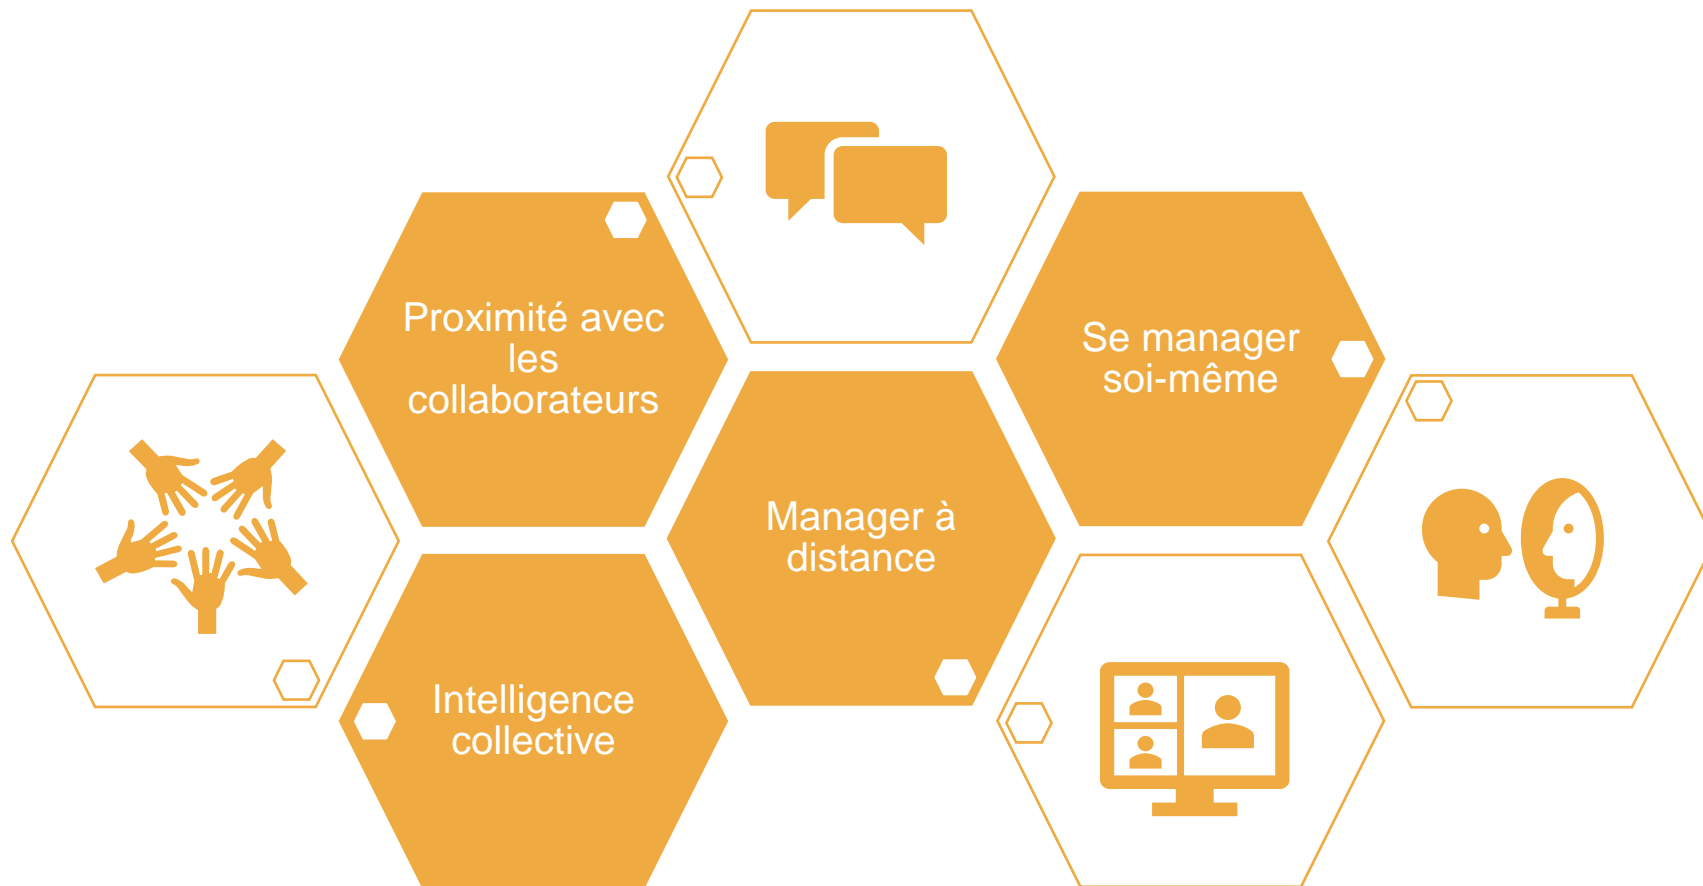 Proximité avec
les
collaborateurs
Se manager
soi-même
Manager à
distance
Intelligence
collective